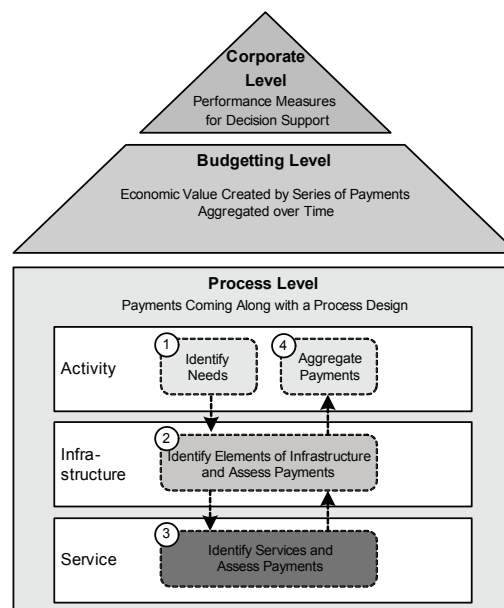 Corporate
Level
Performance Measures
for Decision Support
Budgetting Level
Economic Value Created by Series of Payments
Aggregated over Time
Process Level
Payments Coming Along with a Process Design
Activity
1
Identify
Needs
4
Aggregate
Payments
Infra-
structure
2
Identify Elements of Infrastructure
and Assess Payments
Service
3
Identify Services and
Assess Payments